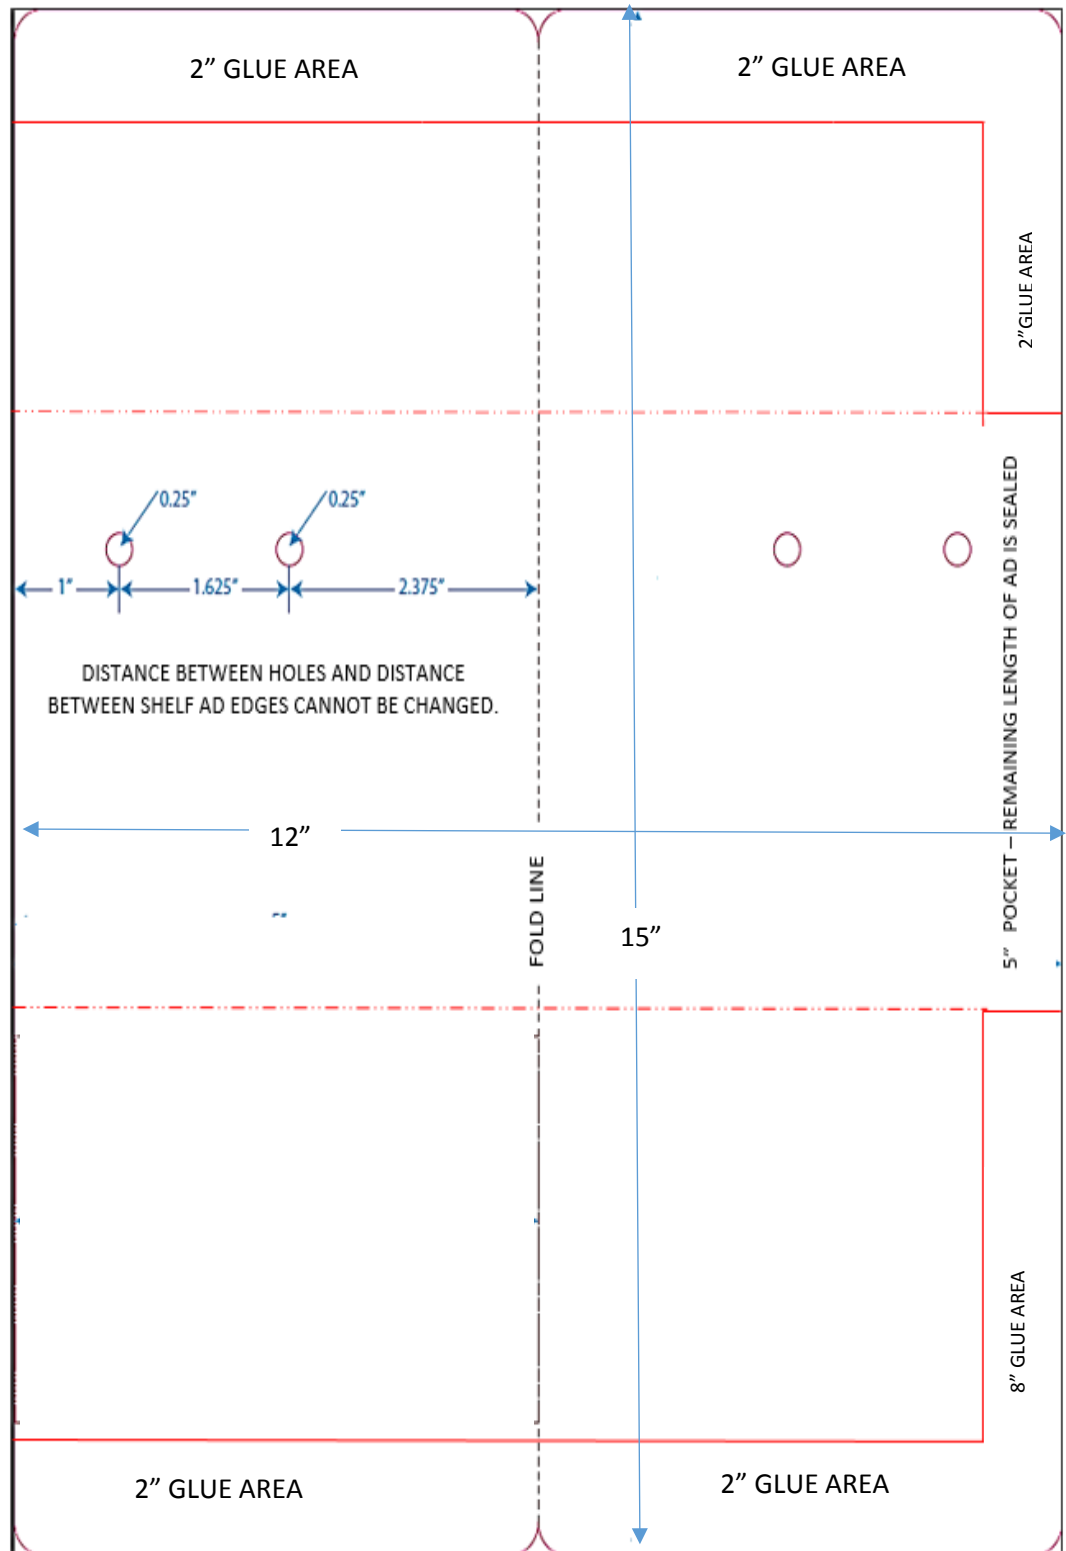 2” GLUE AREA
2” GLUE AREA
2”GLUE AREA
0.25"
0.25"
1"
1.625"
2.375"
DISTANCE BETWEEN HOLES AND DISTANCE
BETWEEN SHELF AD EDGES CANNOT BE CHANGED.
5” POCKET – REMAINING LENGTH OF AD IS SEALED
12”
FOLD LINE
15”
8” GLUE AREA
2” GLUE AREA
2” GLUE AREA